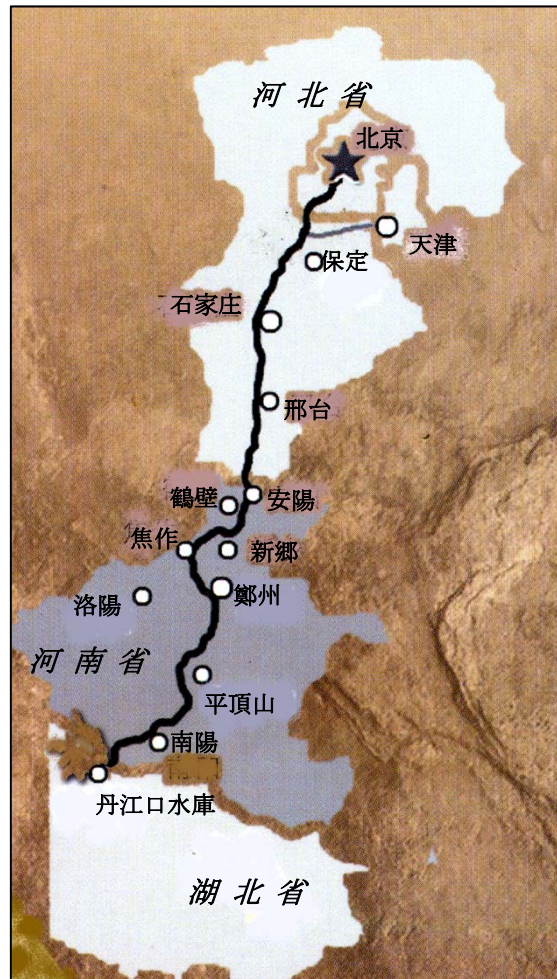 河北省
北京
天津
保定
石家庄
邢台
鶴壁
安陽
焦作
新郷
鄭州
洛陽
河南省
平頂山
南陽
丹江口水庫
湖北省